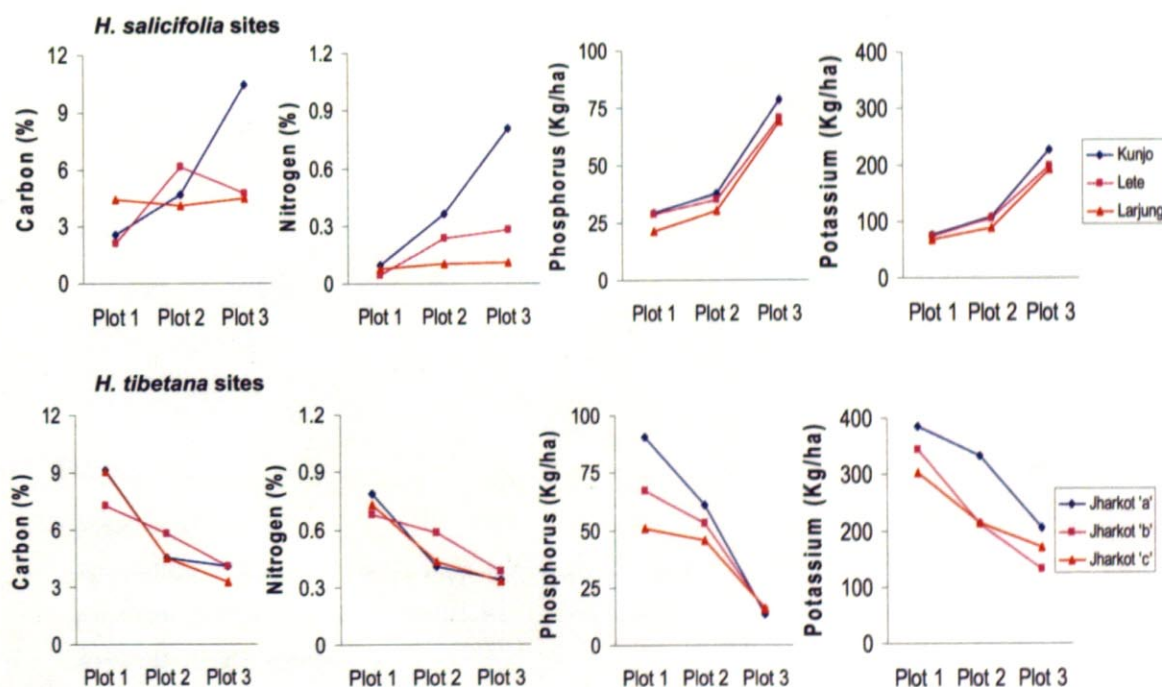 H. salicifolia sites
Carbon (%)
12
9
6
3
0
Plot 1 Plot 2 Plot 3
Nitrogen (%)
1.2
0.9
0.6
0.3
0
Plot 1 Plot 2 Plot 3
Phosphorus (Kg/ha)
100
75
50
25
0
Plot 1 Plot 2 Plot 3
Potassium (Kg/ha)
400
300
200
100
0
Plot 1 Plot 2 Plot 3
Kunjo
Lete
Larjung
H. tibetana sites
Carbon (%)
12
9
6
3
0
Plot 1 Plot 2 Plot 3
Nitrogen (%)
1.2
0.9
0.6
0.3
0
Plot 1 Plot 2 Plot 3
Phosphorus (Kg/ha)
100
75
50
25
0
Plot 1 Plot 2 Plot 3
Potassium (Kg/ha)
400
300
200
100
0
Plot 1 Plot 2 Plot 3
Jharkot 'a'
Jharkot 'b'
Jharkot 'c'